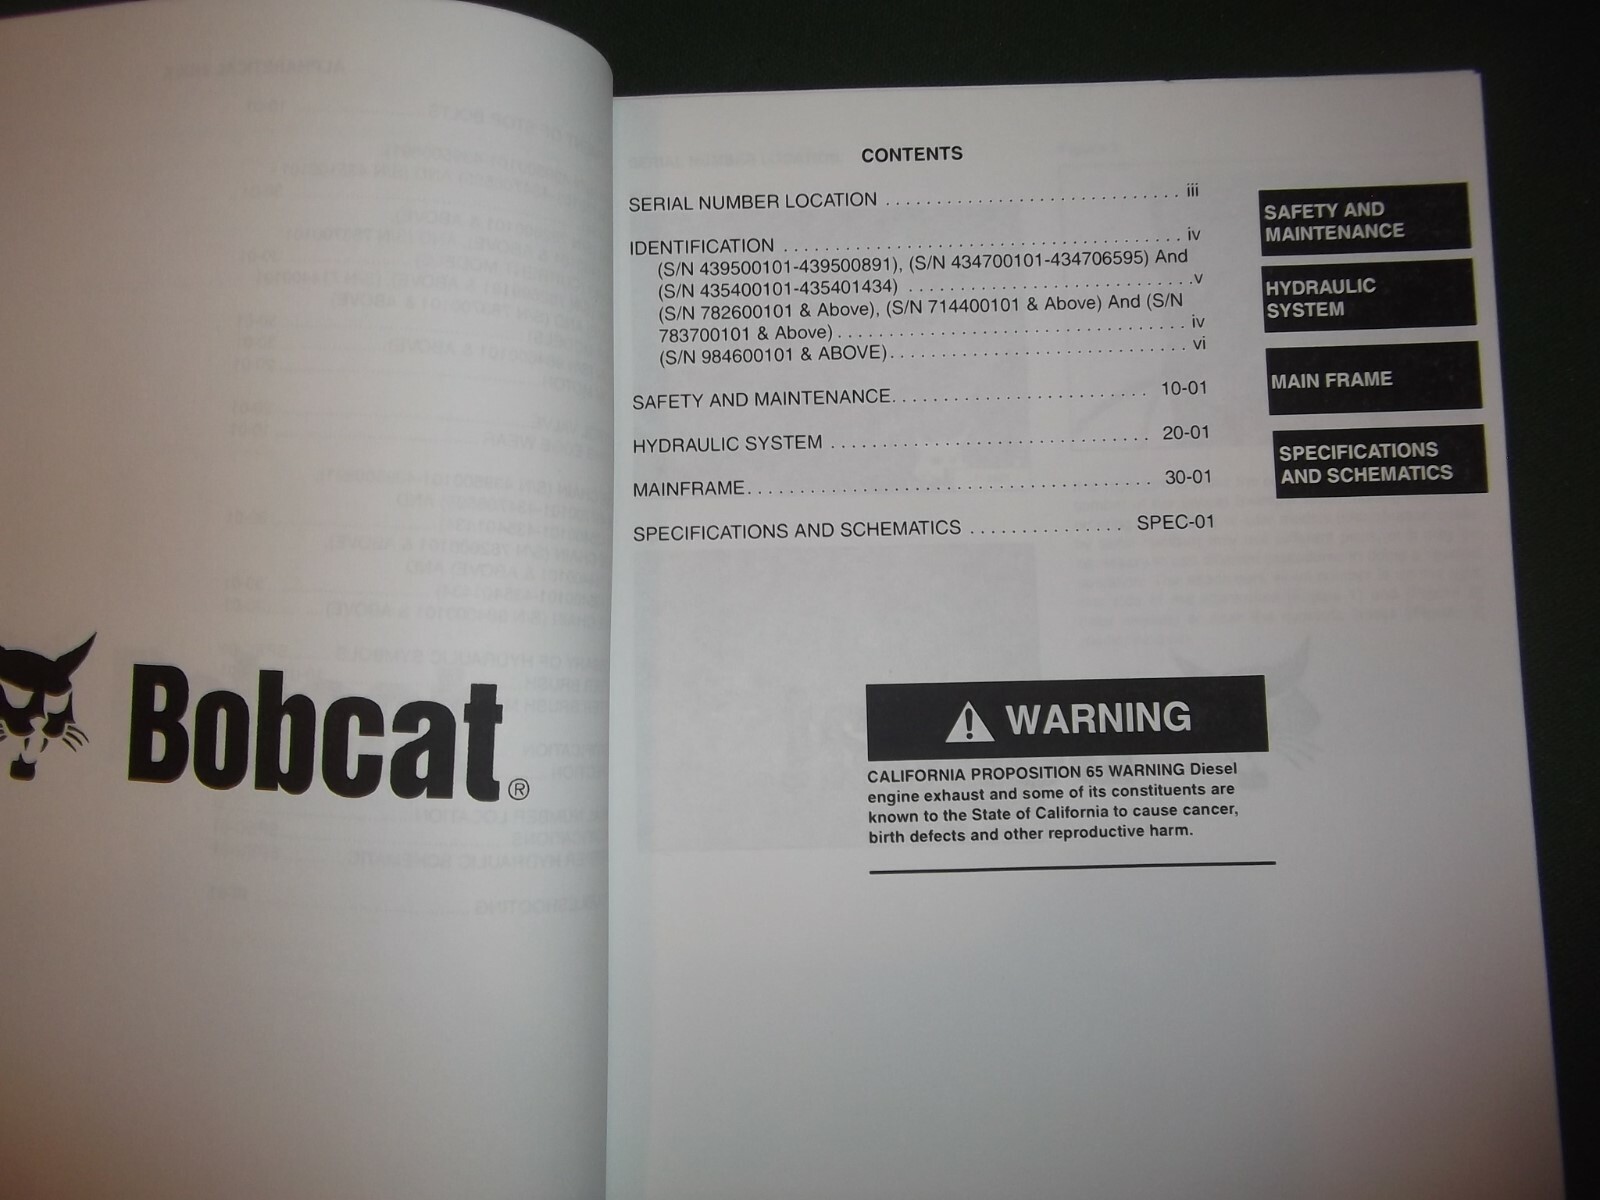 Bobcat®
CONTENTS
SERIAL NUMBER LOCATION . . . . . . . . . . . . . . . . . . . . . . . . . . . . iii
IDENTIFICATION . . . . . . . . . . . . . . . . . . . . . . . . . . . . . . . . . . . . . . iv
(S/N 439500101-439500891), (S/N 434700101-434706595) And
(S/N 435400101-435401434) . . . . . . . . . . . . . . . . . . . . . . . . . . . . v
(S/N 782600101 & Above), (S/N 714400101 & Above) And (S/N
783700101 & Above) . . . . . . . . . . . . . . . . . . . . . . . . . . . . . . . . . . iv
(S/N 984600101 & ABOVE). . . . . . . . . . . . . . . . . . . . . . . . . . . . . vi
SAFETY AND MAINTENANCE. . . . . . . . . . . . . . . . . . . . . . . . . 10-01
HYDRAULIC SYSTEM . . . . . . . . . . . . . . . . . . . . . . . . . . . . . . . 20-01
MAINFRAME. . . . . . . . . . . . . . . . . . . . . . . . . . . . . . . . . . . . . . . . . 30-01
SPECIFICATIONS AND SCHEMATICS . . . . . . . . . . . . . . SPEC-01
SAFETY AND
MAINTENANCE
HYDRAULIC
SYSTEM
MAIN FRAME
SPECIFICATIONS
AND SCHEMATICS
WARNING
CALIFORNIA PROPOSITION 65 WARNING Diesel
engine exhaust and some of its constituents are
known to the State of California to cause cancer,
birth defects and other reproductive harm.